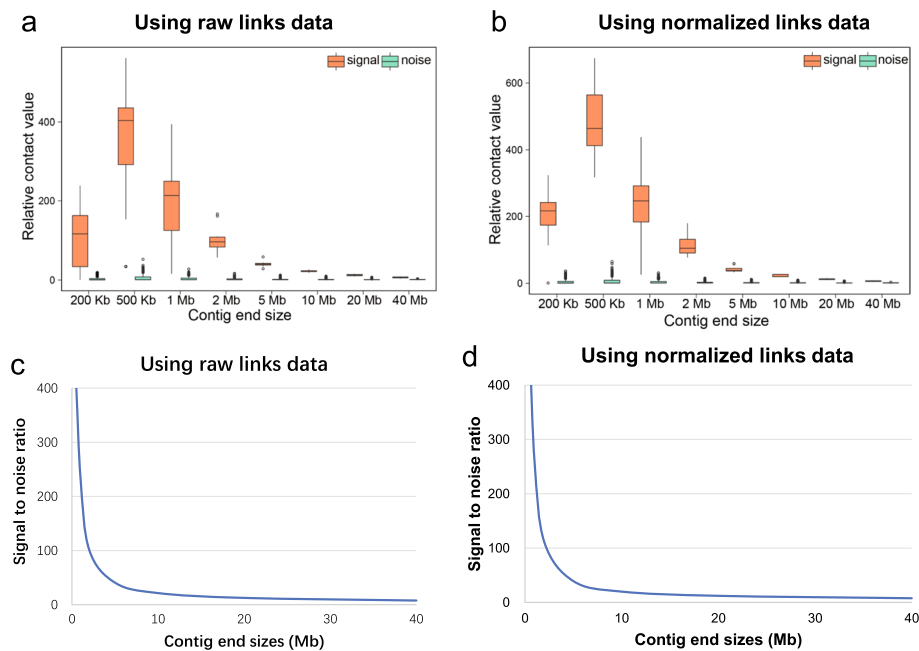 a
Using raw links data
signal noise
Relative contact value
400
200
0
200 Kb 500 Kb 1 Mb 2 Mb 5 Mb 10 Mb 20 Mb 40 Mb
Contig end size
b
Using normalized links data
signal noise
Relative contact value
600
400
200
0
200 Kb 500 Kb 1 Mb 2 Mb 5 Mb 10 Mb 20 Mb 40 Mb
Contig end size
c
Using raw links data
Signal to noise ratio
400
300
200
100
0
0 10 20 30 40
Contig end sizes (Mb)
d
Using normalized links data
Signal to noise ratio
400
300
200
100
0
0 10 20 30 40
Contig end sizes (Mb)